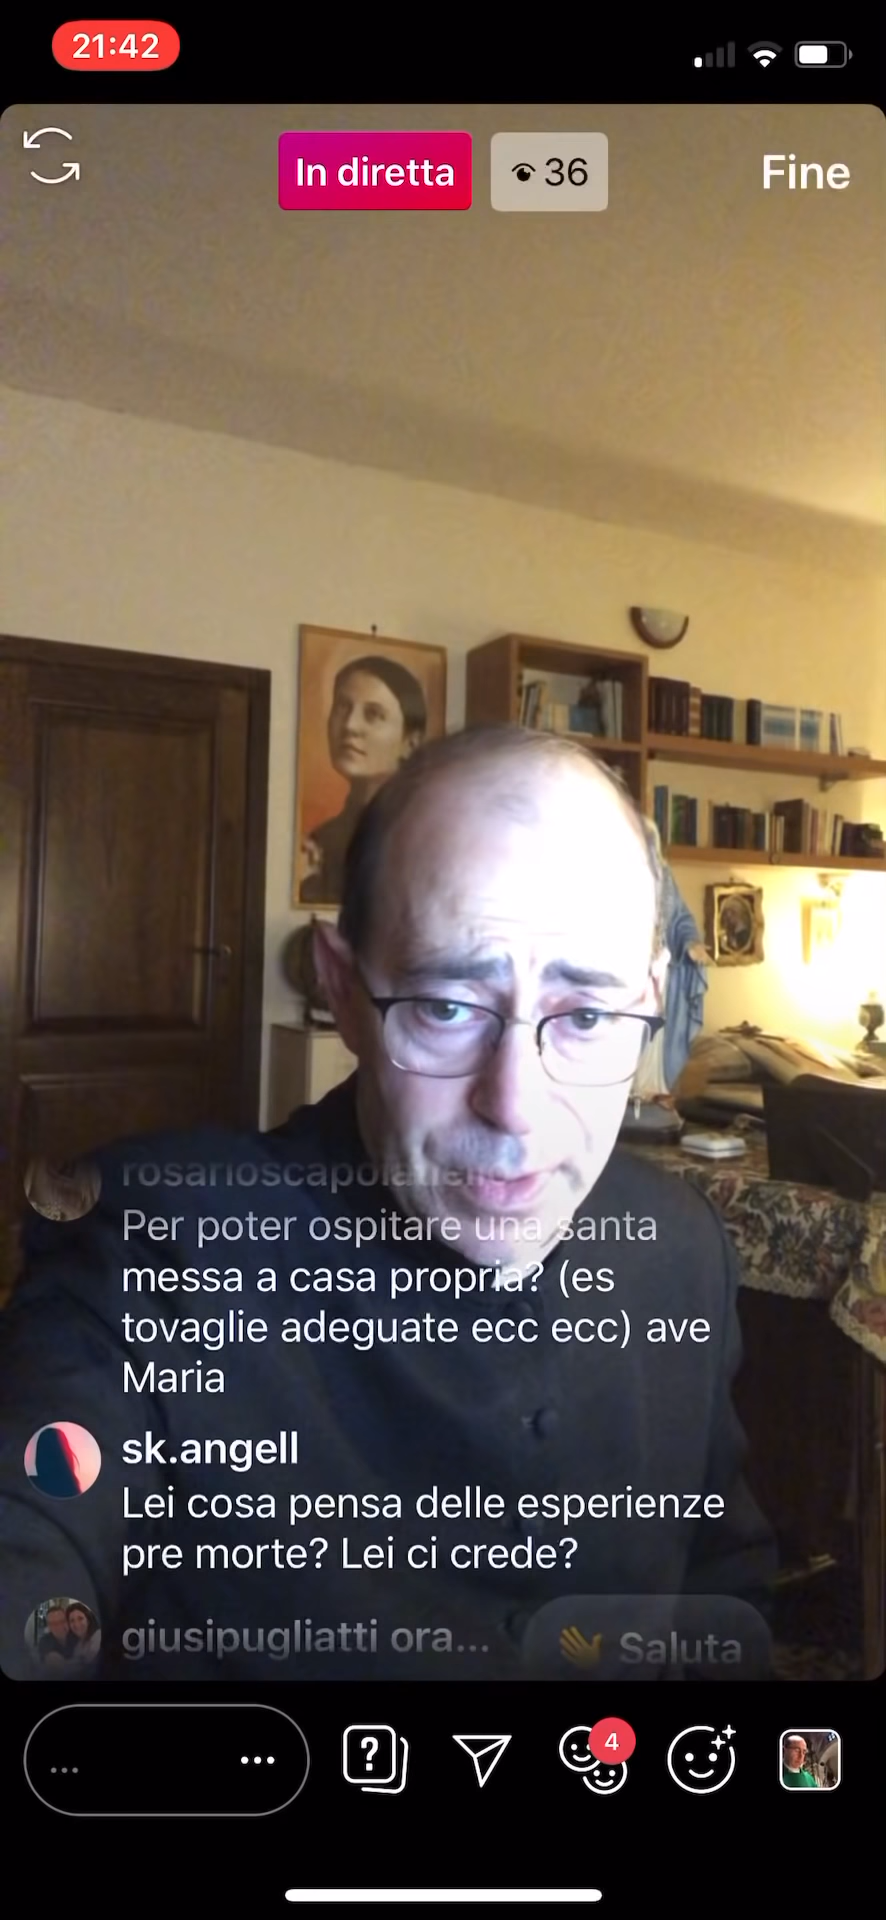 21:42
In diretta
36
Fine
Per poter ospitare una santa
messa a casa propria? (es
tovaglie adeguate ecc ecc) ave
Maria
sk.angell
Lei cosa pensa delle esperienze
pre morte? Lei ci crede?
giusipugliatti ora...
👋 Saluta
...
4